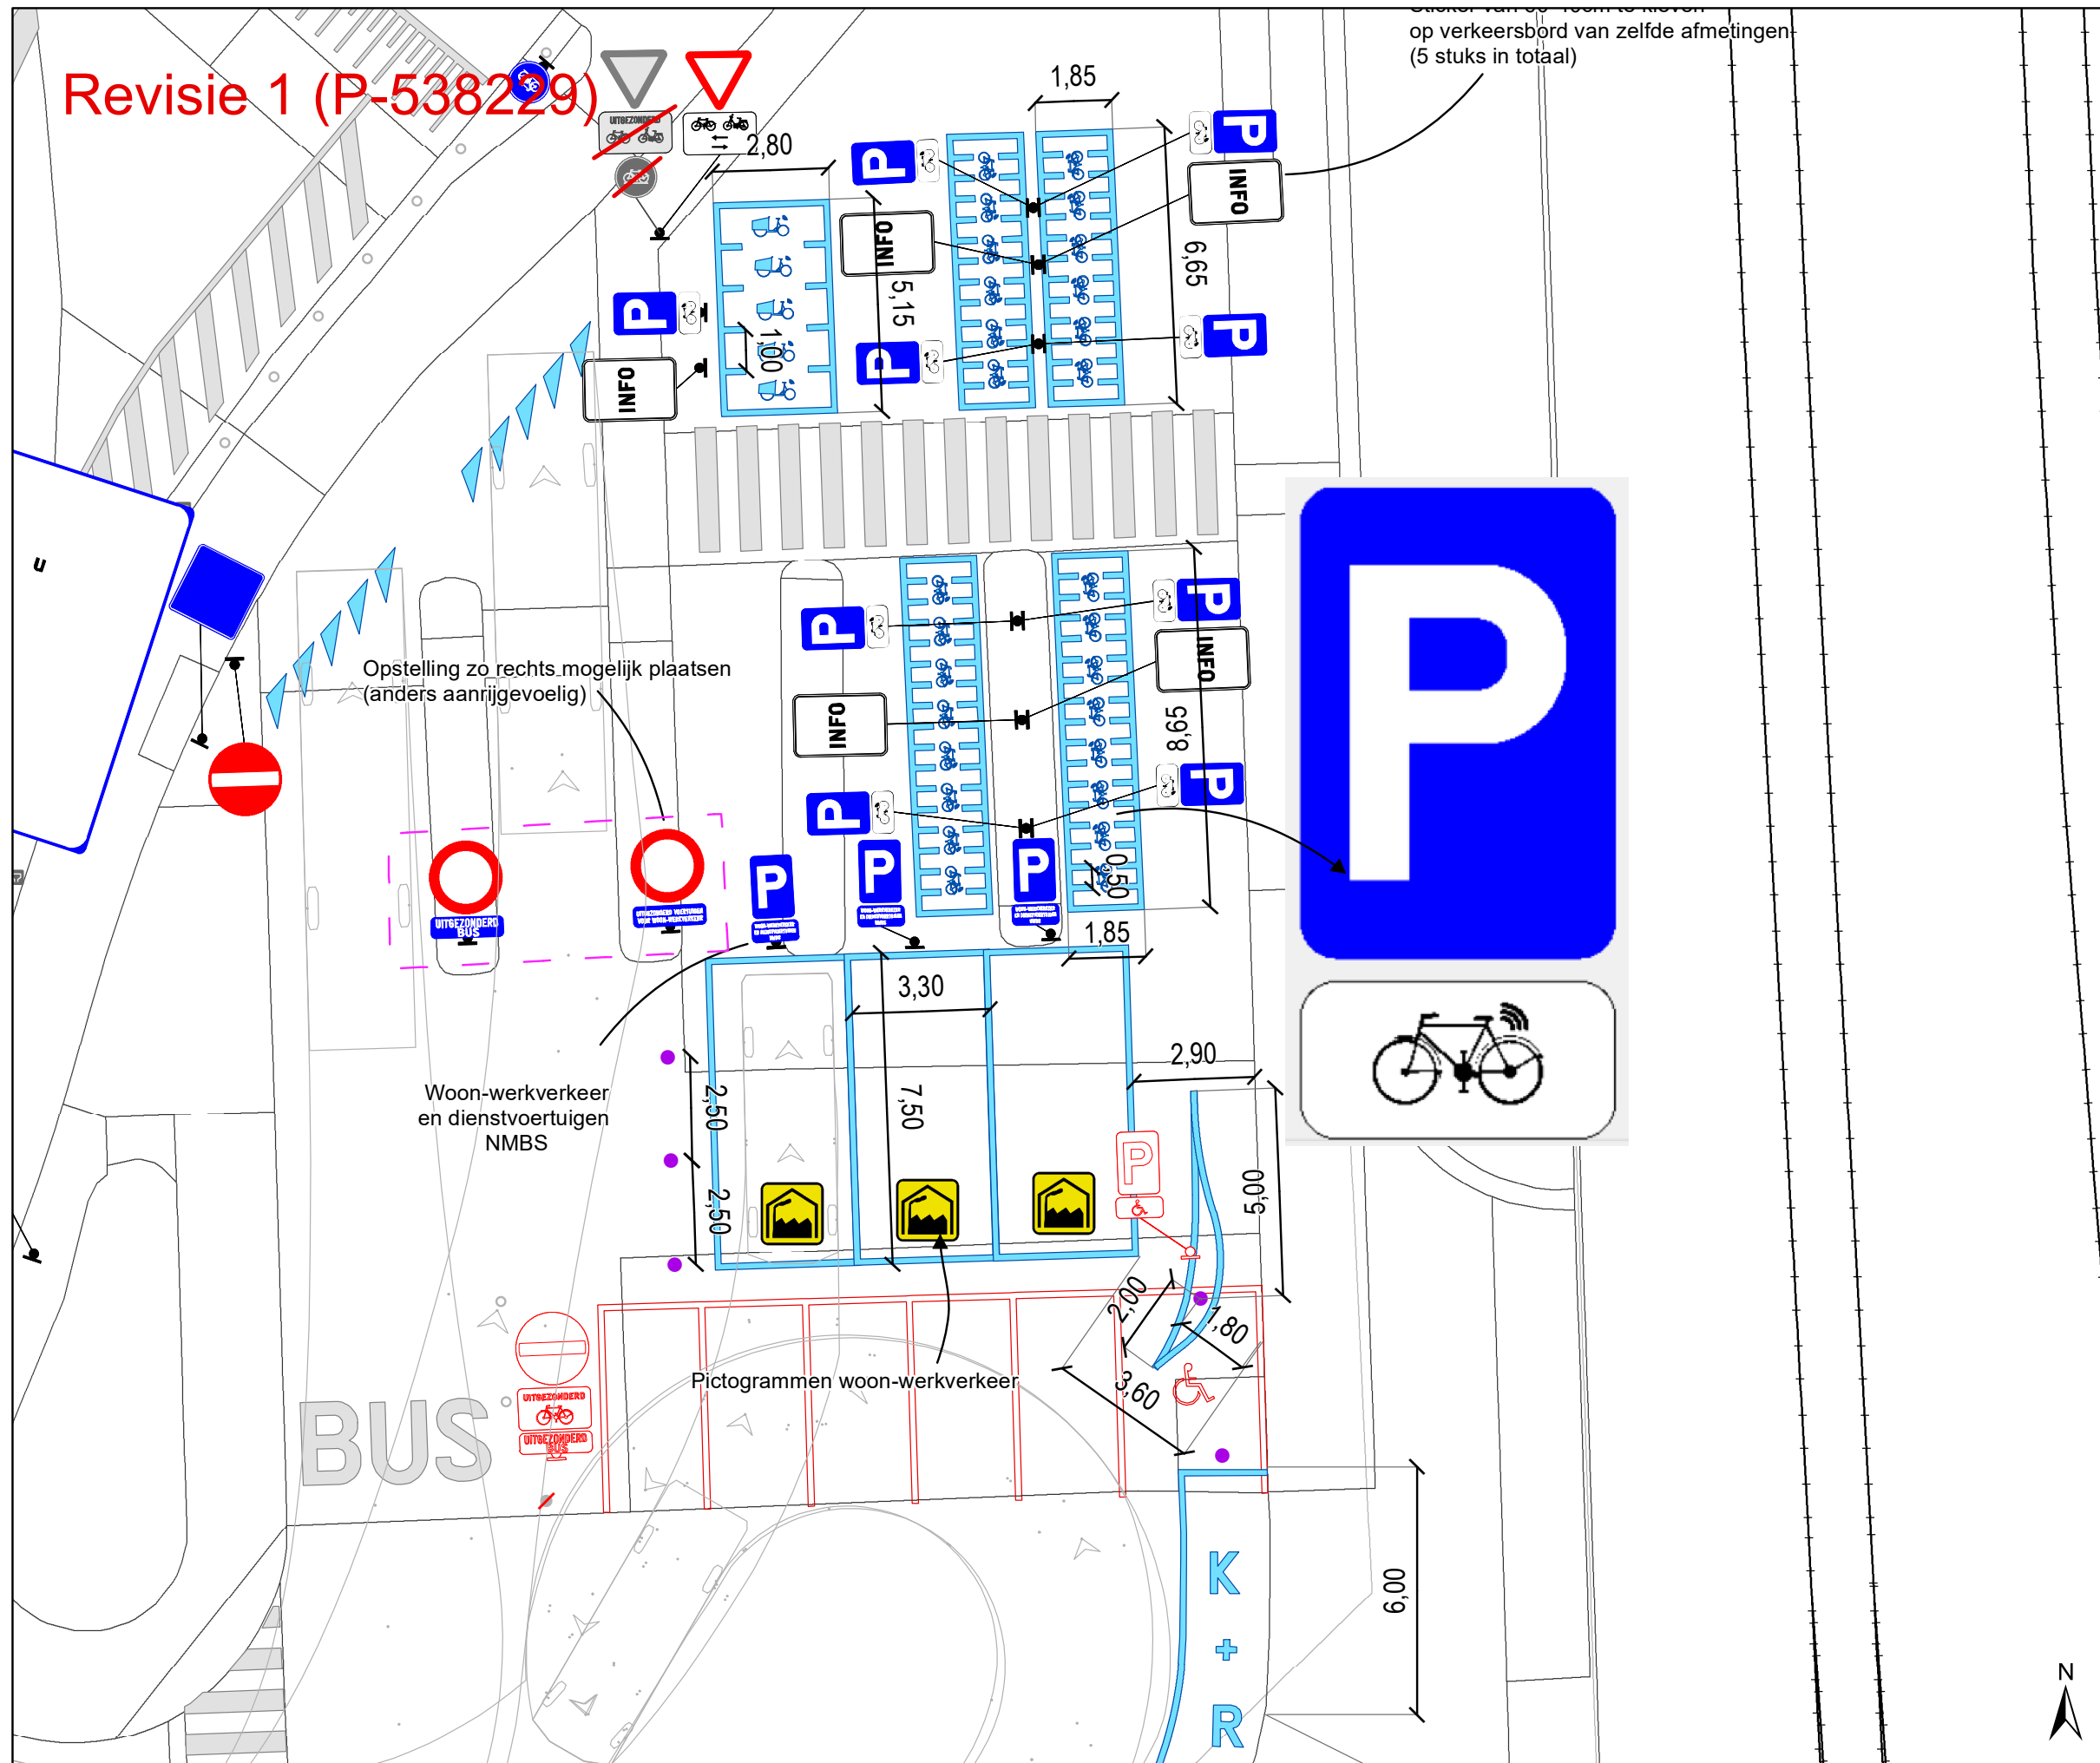 op verkeersbord van zelfde afmetingen
(5 stuks in totaal)
Revisie 1 (P-538229)
UITGEZONDERD
1,85
2,80
P
P
INFO
INFO
6,65
5,15
P
1,00
P
P
INFO
P
P
INFO
Opstelling zo rechts mogelijk plaatsen
(anders aanrijgevoelig)
INFO
8,65
P
P
P
P
P
P
0,50
UITGEZONDERD
BUS
1,85
3,30
2,90
Woon-werkverkeer
en dienstvoertuigen
NMBS
2,50
7,50
P
2,50
5,00
2,00
1,80
3,60
Pictogrammen woon-werkverkeer
UITGEZONDERD
UITGEZONDERD
BUS
BUS
6,00
K
+
R
N